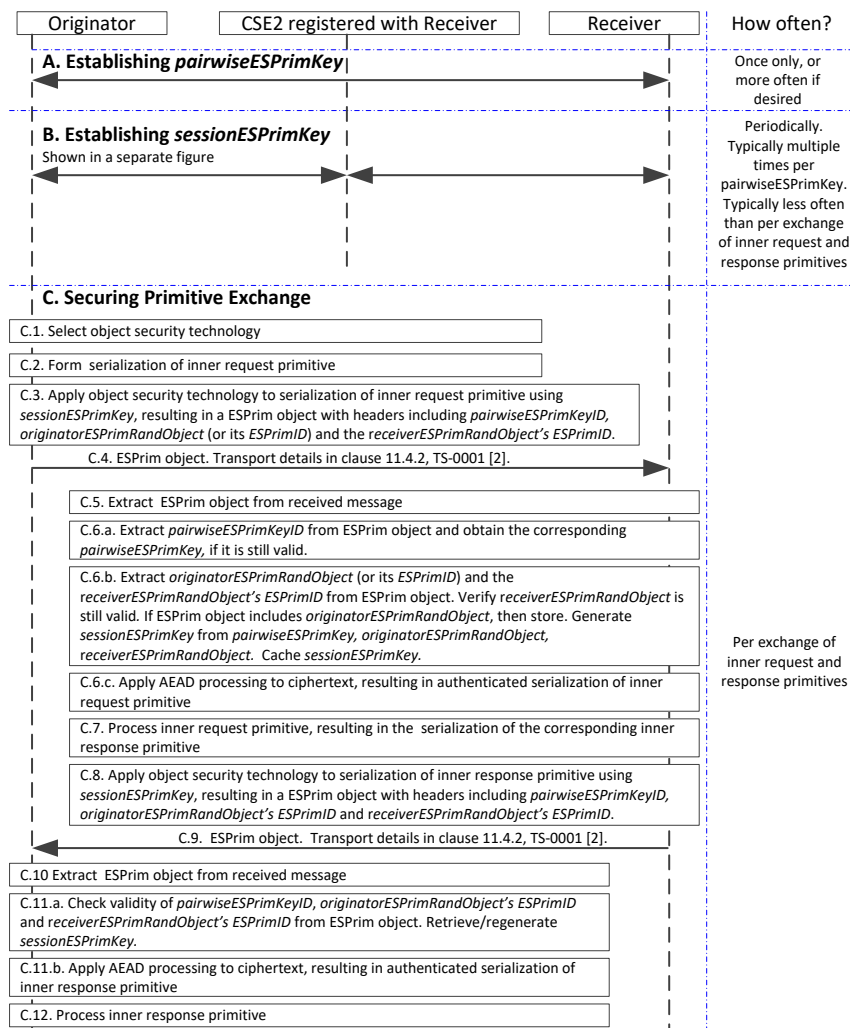 Originator
CSE2 registered with Receiver
Receiver
How often?
A. Establishing pairwiseESPrimKey
Once only, or
more often if
desired
B. Establishing sessionESPrimKey
Shown in a separate figure
Periodically.
Typically multiple
times per
pairwiseESPrimKey.
Typically less often
than per exchange
of inner request and
response primitives
C. Securing Primitive Exchange
C.1. Select object security technology
C.2. Form serialization of inner request primitive
C.3. Apply object security technology to serialization of inner request primitive using
sessionESPrimKey, resulting in a ESPrim object with headers including pairwiseESPrimKeyID,
originatorESPrimRandObject (or its ESPrimID) and the receiverESPrimRandObject's ESPrimID.
C.4. ESPrim object. Transport details in clause 11.4.2, TS-0001 [2].
C.5. Extract ESPrim object from received message
C.6.a. Extract pairwiseESPrimKeyID from ESPrim object and obtain the corresponding
pairwiseESPrimKey, if it is still valid.
C.6.b. Extract originatorESPrimRandObject (or its ESPrimID) and the
receiverESPrimRandObject's ESPrimID from ESPrim object. Verify receiverESPrimRandObject is
still valid. If ESPrim object includes originatorESPrimRandObject, then store. Generate
sessionESPrimKey from pairwiseESPrimKey, originatorESPrimRandObject,
receiverESPrimRandObject. Cache sessionESPrimKey.
Per exchange of
inner request and
response primitives
C.6.c. Apply AEAD processing to ciphertext, resulting in authenticated serialization of inner
request primitive
C.7. Process inner request primitive, resulting in the serialization of the corresponding inner
response primitive
C.8. Apply object security technology to serialization of inner response primitive using
sessionESPrimKey, resulting in a ESPrim object with headers including pairwiseESPrimKeyID,
originatorESPrimRandObject's ESPrimID and receiverESPrimRandObject's ESPrimID.
C.9. ESPrim object. Transport details in clause 11.4.2, TS-0001 [2].
C.10 Extract ESPrim object from received message
C.11.a. Check validity of pairwiseESPrimKeyID, originatorESPrimRandObject's ESPrimID
and receiverESPrimRandObject's ESPrimID from ESPrim object. Retrieve/regenerate
sessionESPrimKey.
C.11.b. Apply AEAD processing to ciphertext, resulting in authenticated serialization of
inner response primitive
C.12. Process inner response primitive